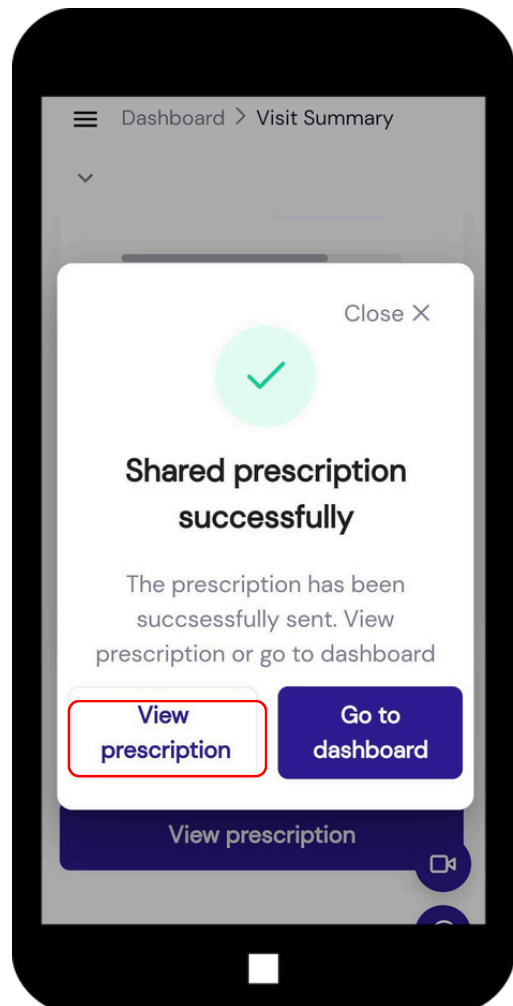 Dashboard > Visit Summary
Close X
Shared prescription
successfully
The prescription has been
succsessfully sent. View
prescription or go to dashboard
View
prescription
Go to
dashboard
View prescription